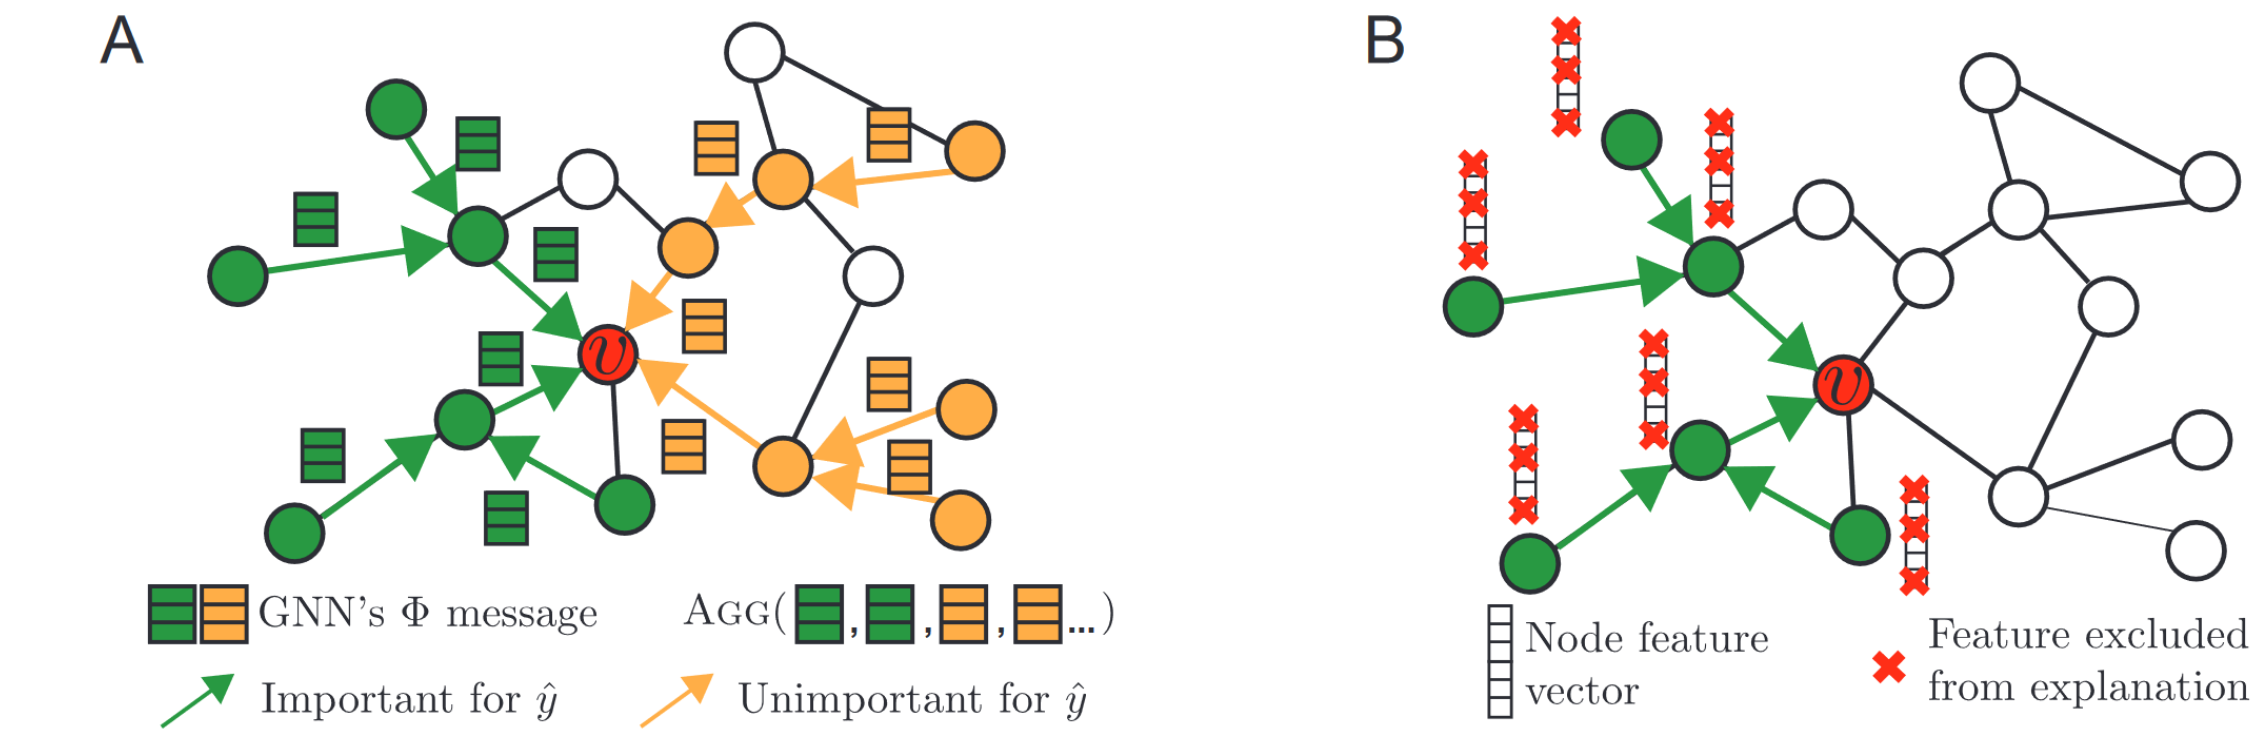 A
B
υ
υ
GNN's Φ message
AGG( , , , ...)
Important for ŷ
Unimportant for ŷ
Node feature
vector
Feature excluded
from explanation